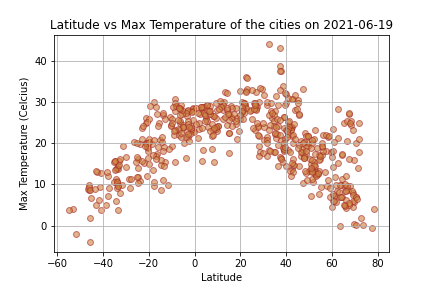 Latitude vs Max Temperature of the cities on 2021-06-19
Max Temperature (Celcius)
40
30
20
10
0
−60 −40 −20 0 20 40 60 80
Latitude